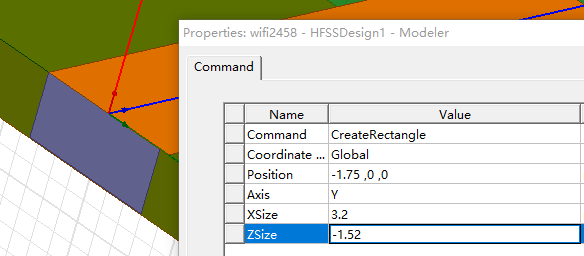 Properties: wifi2458 - HFSSDesign1 - Modeler
Command
Name Value
Command CreateRectangle
Coordinate ... Global
Position -1.75 ,0 ,0
Axis Y
XSize 3.2
ZSize -1.52